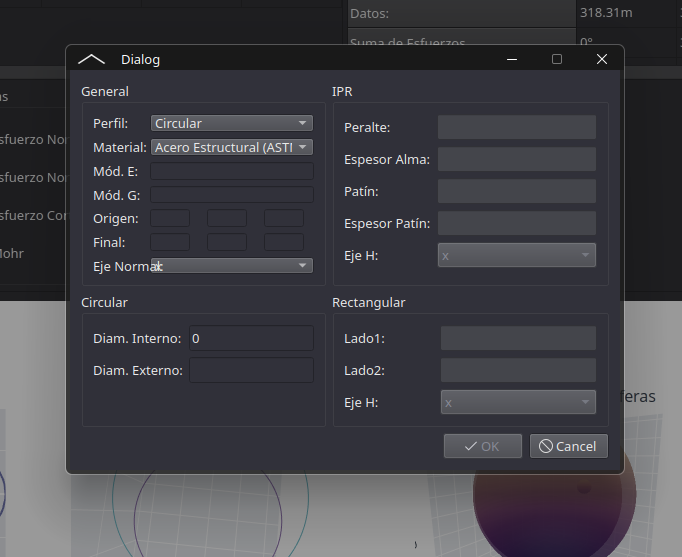 Datos:
318.31m
Suma de Esfuerzos
0°
Dialog
General
Perfil:
Circular
Material:
Acero Estructural (ASTI
Mód. E:
Mód. G:
Origen:
Final:
Eje Normal:
x
IPR
Peralte:
Espesor Alma:
Patín:
Espesor Patín:
Eje H:
x
Circular
Diam. Interno:
0
Diam. Externo:
Rectangular
Lado1:
Lado2:
Eje H:
x
OK
Cancel
as
sfuerzo Nor
sfuerzo Nor
sfuerzo Cor
Mohr
feras